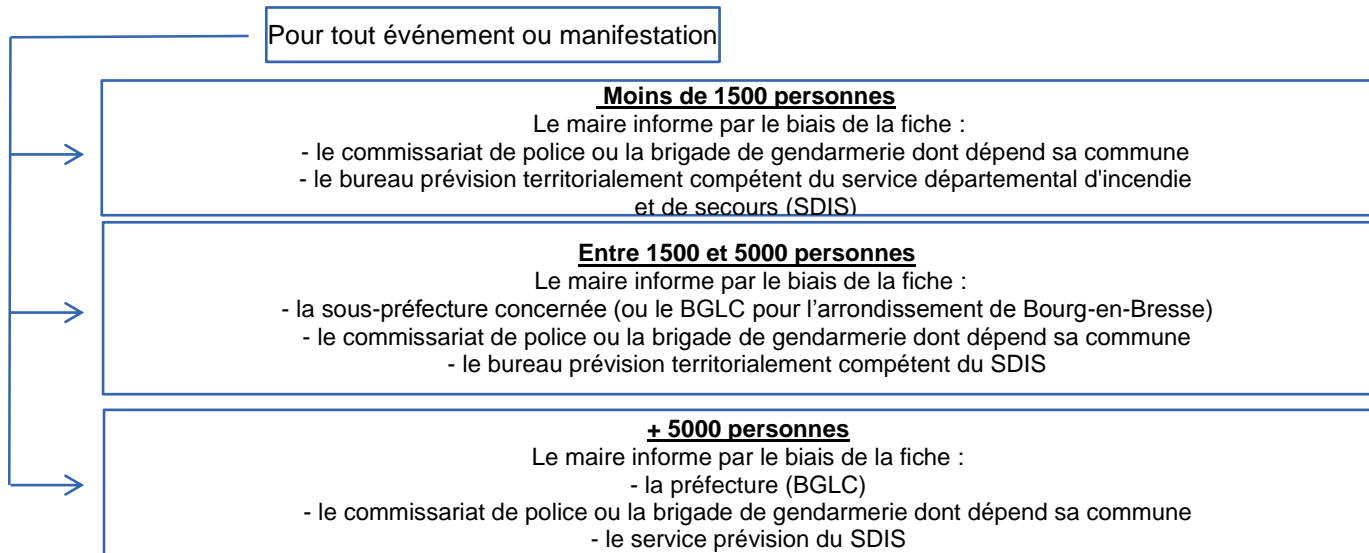 Pour tout événement ou manifestation
Moins de 1500 personnes
Le maire informe par le biais de la fiche :
- le commissariat de police ou la brigade de gendarmerie dont dépend sa commune
- le bureau prévision territorialement compétent du service départemental d'incendie
et de secours (SDIS)
Entre 1500 et 5000 personnes
Le maire informe par le biais de la fiche :
- la sous-préfecture concernée (ou le BGLC pour l’arrondissement de Bourg-en-Bresse)
- le commissariat de police ou la brigade de gendarmerie dont dépend sa commune
- le bureau prévision territorialement compétent du SDIS
+ 5000 personnes
Le maire informe par le biais de la fiche :
- la préfecture (BGLC)
- le commissariat de police ou la brigade de gendarmerie dont dépend sa commune
- le service prévision du SDIS